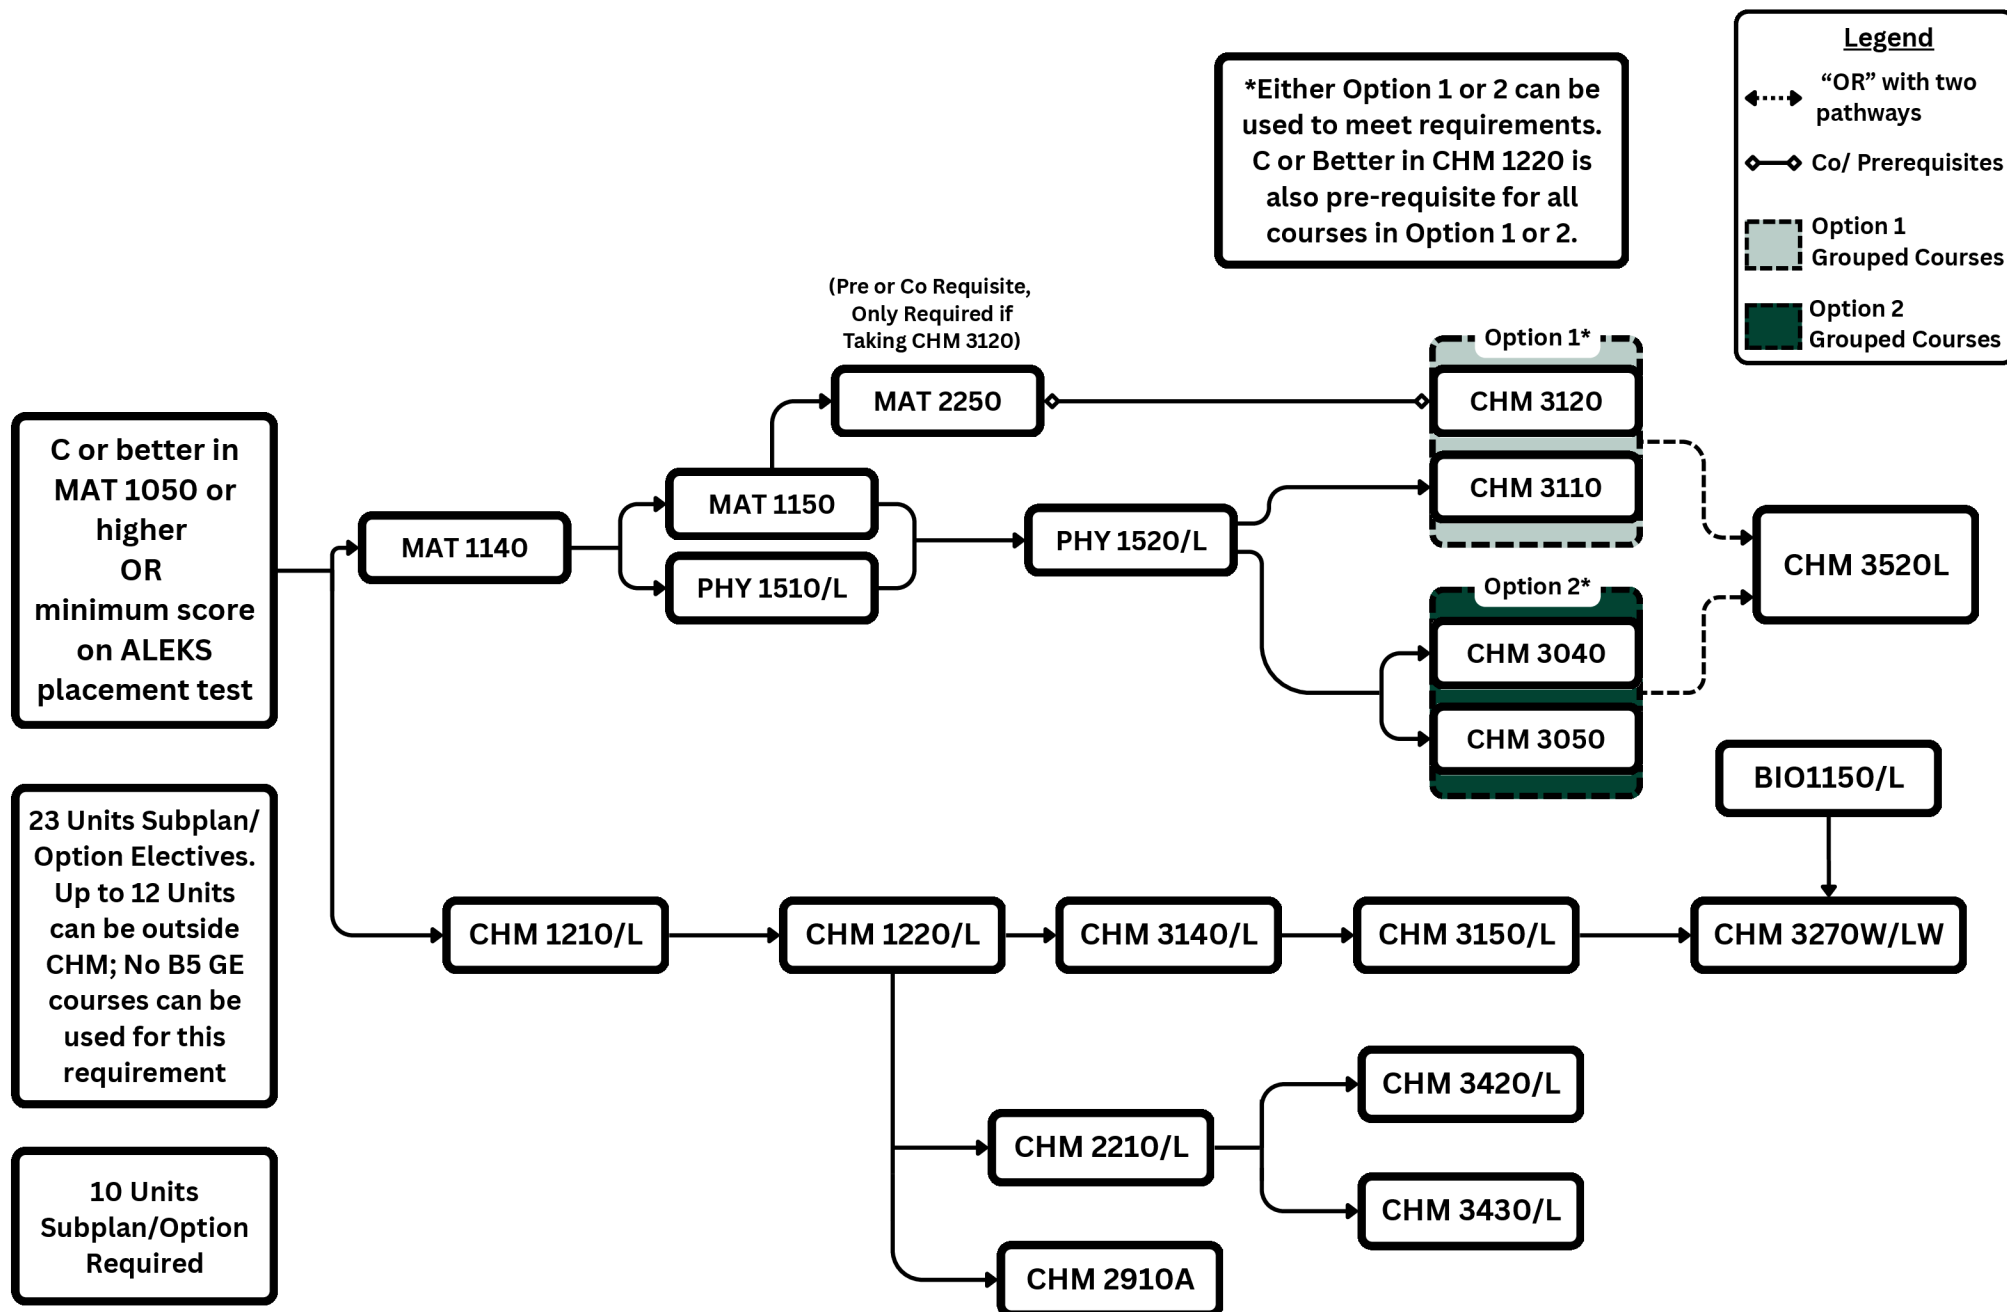 Legend
“OR” with two
pathways
Co/ Prerequisites
Option 1
Grouped Courses
Option 2
Grouped Courses
*Either Option 1 or 2 can be
used to meet requirements.
C or Better in CHM 1220 is
also pre-requisite for all
courses in Option 1 or 2.
(Pre or Co Requisite,
Only Required if
Taking CHM 3120)
MAT 2250
Option 1*
CHM 3120
CHM 3110
C or better in
MAT 1050 or
higher
OR
minimum score
on ALEKS
placement test
MAT 1140
MAT 1150
PHY 1510/L
PHY 1520/L
CHM 3520L
Option 2*
CHM 3040
CHM 3050
BIO1150/L
23 Units Subplan/
Option Electives.
Up to 12 Units
can be outside
CHM; No B5 GE
courses can be
used for this
requirement
CHM 1210/L
CHM 1220/L
CHM 3140/L
CHM 3150/L
CHM 3270W/LW
CHM 3420/L
CHM 2210/L
CHM 3430/L
10 Units
Subplan/Option
Required
CHM 2910A